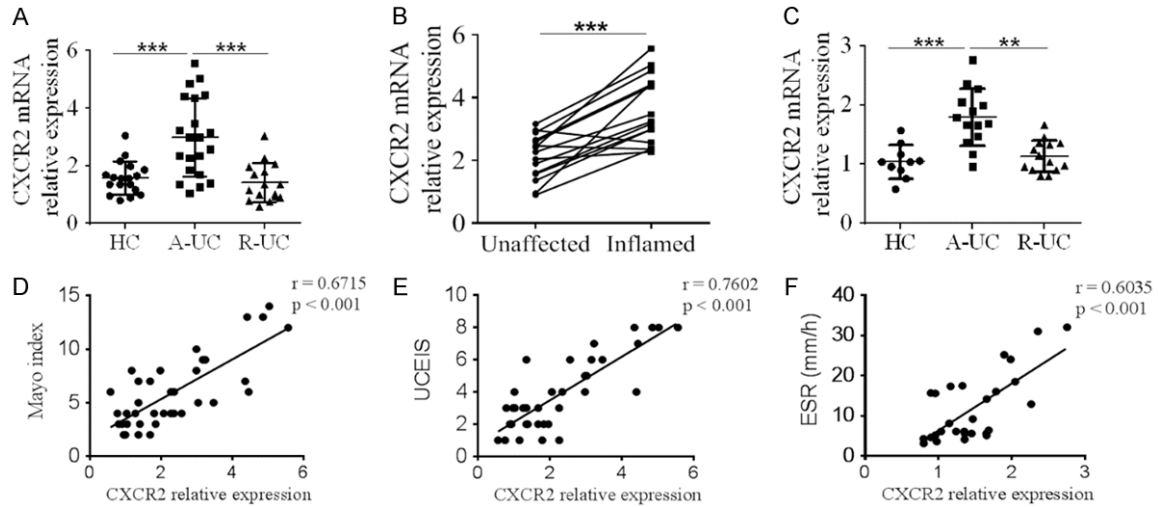 A
CXCR2 mRNA
relative expression
6
4
2
0
*** ***
HC A-UC R-UC
B
CXCR2 mRNA
relative expression
6
4
2
0
***
Unaffected Inflamed
C
CXCR2 mRNA
relative expression
3
2
1
0
*** **
HC A-UC R-UC
D
Mayo index
15
10
5
0
r = 0.6715
p < 0.001
0 2 4 6
CXCR2 relative expression
E
UCEIS
10
8
6
4
2
0
r = 0.7602
p < 0.001
0 2 4 6
CXCR2 relative expression
F
ESR (mm/h)
40
30
20
10
0
r = 0.6035
p < 0.001
0 1 2 3
CXCR2 relative expression